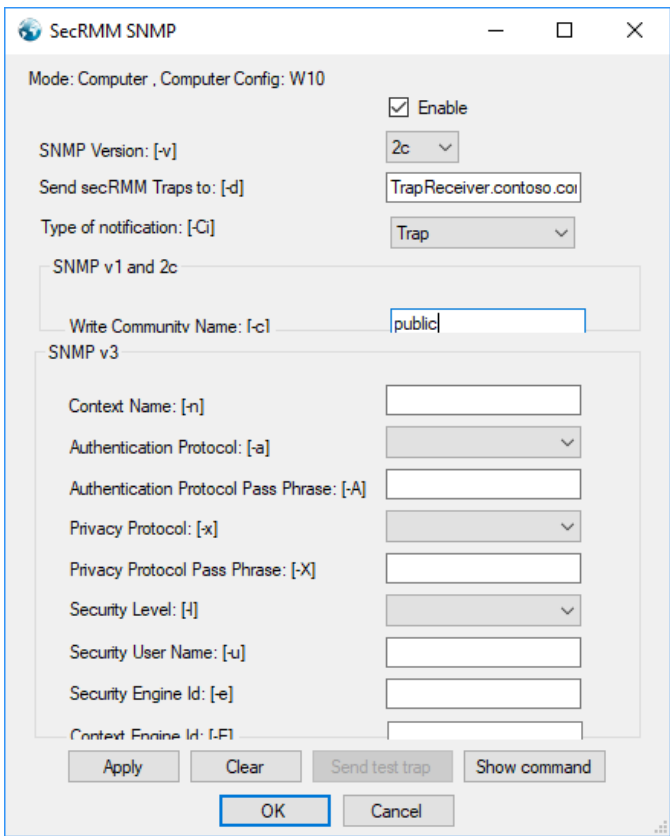 SecRMM SNMP
Mode: Computer , Computer Config: W10
Enable
SNMP Version: [-v] 2c
Send secRMM Traps to: [-d] TrapReceiver.contoso.co
Type of notification: [-Ci] Trap
SNMP v1 and 2c
Write Community Name: [-c] public
SNMP v3
Context Name: [-n]
Authentication Protocol: [-a]
Authentication Protocol Pass Phrase: [-A]
Privacy Protocol: [-x]
Privacy Protocol Pass Phrase: [-X]
Security Level: [-l]
Security User Name: [-u]
Security Engine Id: [-e]
Context Engine Id: [-E]
Apply Clear Send test trap Show command
OK Cancel